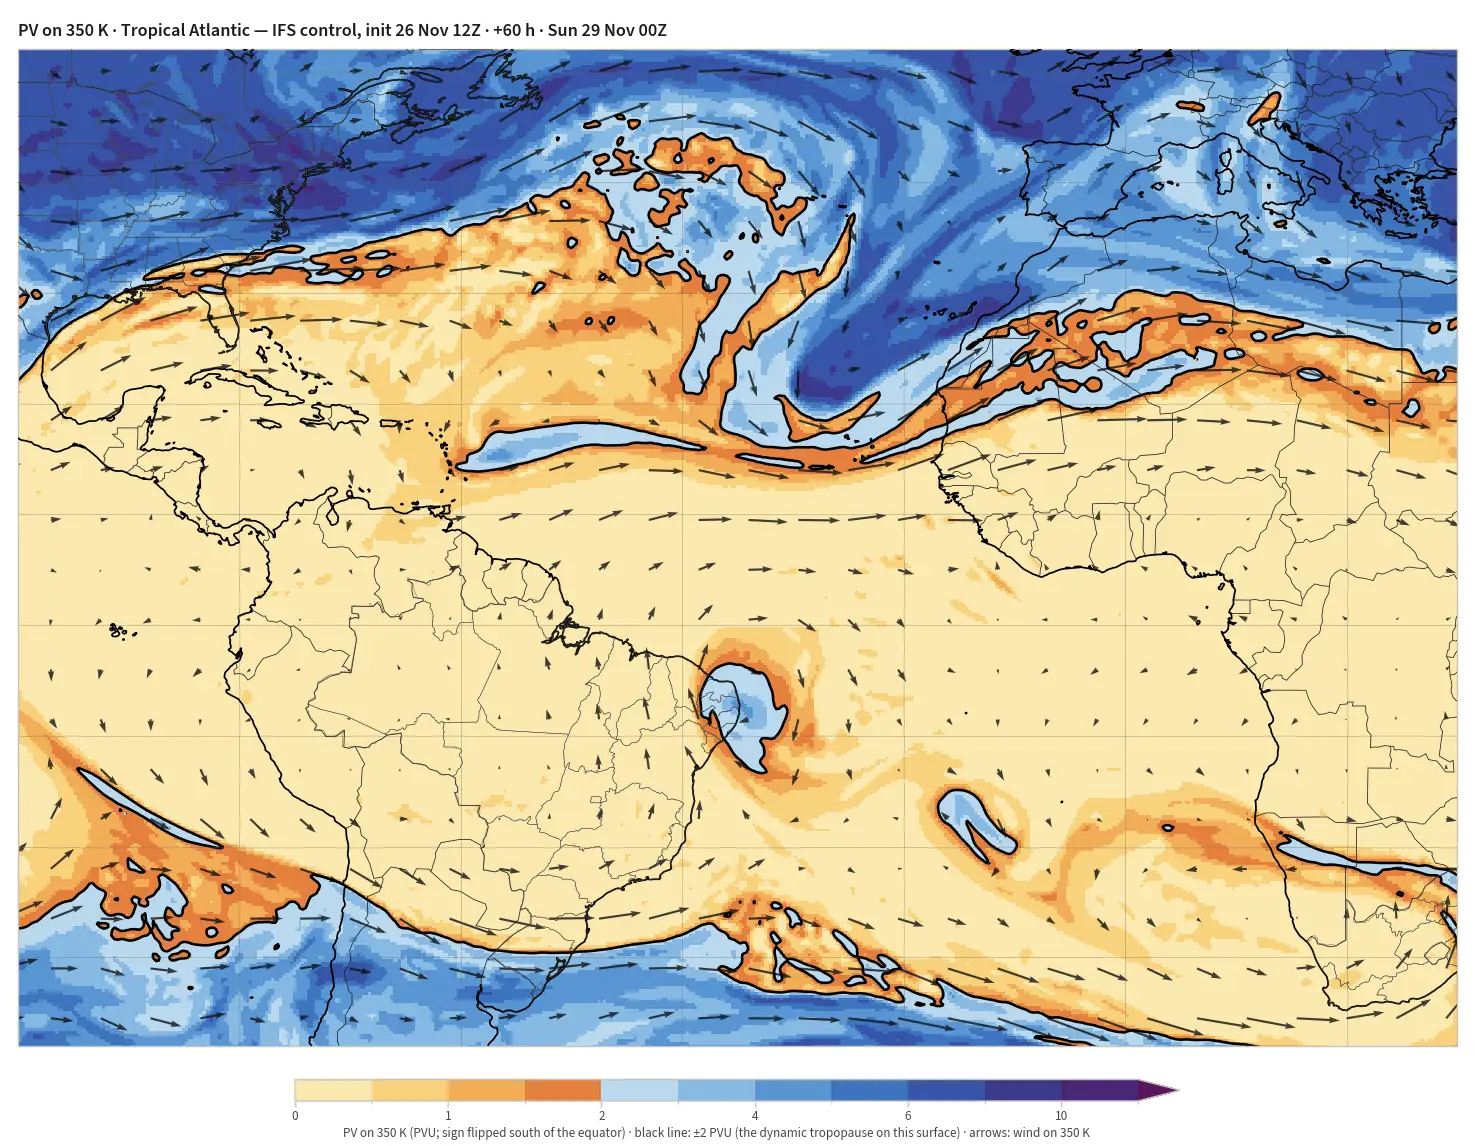 PV on 350 K · Tropical Atlantic — IFS control, init 26 Nov 12Z · +60 h · Sun 29 Nov 00Z
0 1 2 4 6 10
PV on 350 K (PVU; sign flipped south of the equator) · black line: ±2 PVU (the dynamic tropopause on this surface) · arrows: wind on 350 K